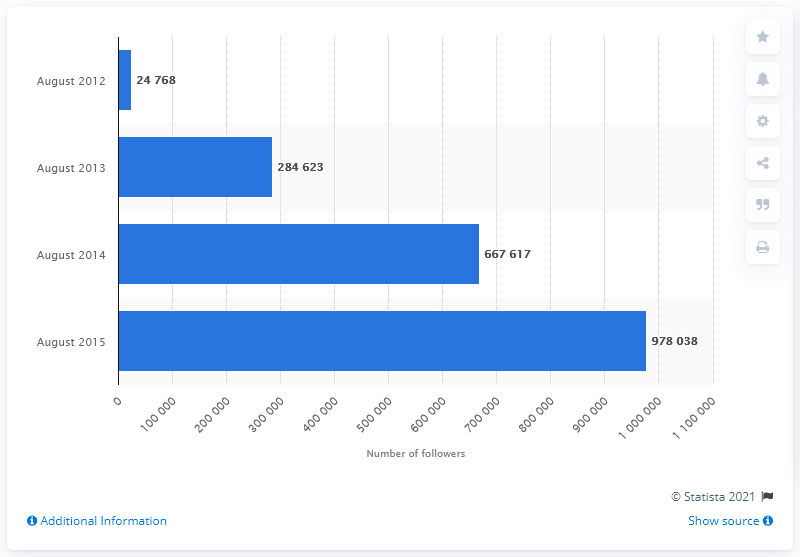 August 2012 24 768
August 2013 284 623
August 2014 667 617
August 2015 978 038
0 100 000 200 000 300 000 400 000 500 000 600 000 700 000 800 000 900 000 1 000 000 1 100 000
Number of followers
© Statista 2021
Additional Information Show source